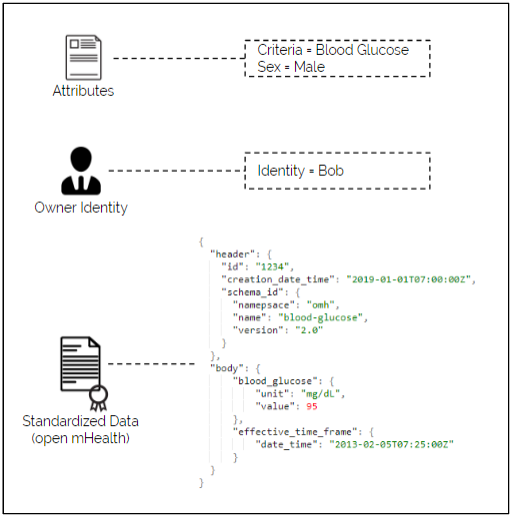 Criteria = Blood Glucose
Sex = Male
Attributes
Identity = Bob
Owner Identity
{
"header": {
"id": "1234",
"creation_date_time": "2019-01-01T07:00:00Z",
"schema_id": {
"namepsace": "omh",
"name": "blood-glucose",
"version": "2.0"
}
},
"body": {
"blood_glucose": {
"unit": "mg/dL",
"value": 95
},
"effective_time_frame": {
"date_time": "2013-02-05T07:25:00Z"
}
}
}
Standardized Data
(open mHealth)